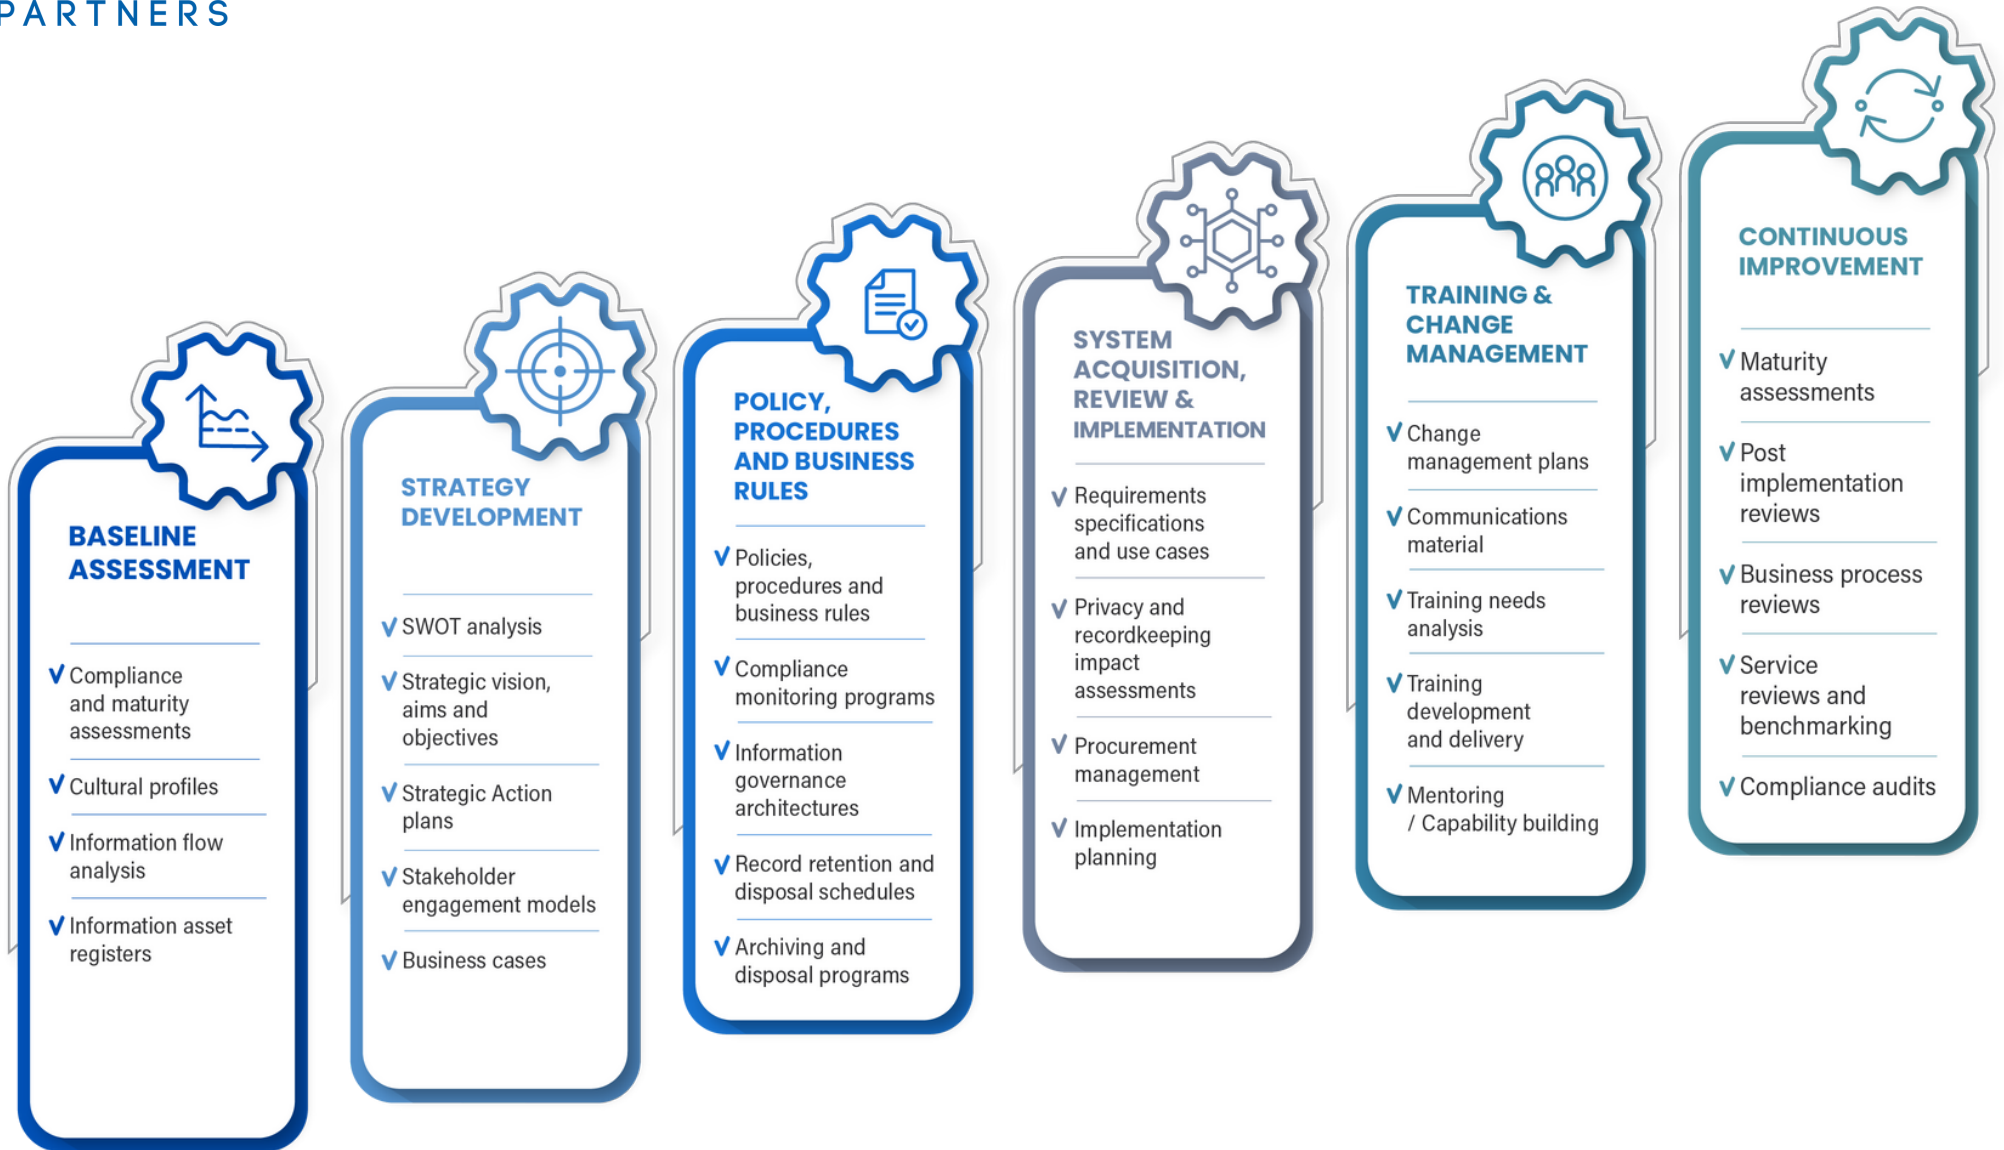 PARTNERS
BASELINE
ASSESSMENT
Compliance
and maturity
assessments
Cultural profiles
Information flow
analysis
Information asset
registers
STRATEGY
DEVELOPMENT
SWOT analysis
Strategic vision,
aims and
objectives
Strategic Action
plans
Stakeholder
engagement models
Business cases
POLICY,
PROCEDURES
AND BUSINESS
RULES
Policies,
procedures and
business rules
Compliance
monitoring programs
Information
governance
architectures
Record retention and
disposal schedules
Archiving and
disposal programs
SYSTEM
ACQUISITION,
REVIEW &
IMPLEMENTATION
Requirements
specifications
and use cases
Privacy and
recordkeeping
impact
assessments
Procurement
management
Implementation
planning
TRAINING &
CHANGE
MANAGEMENT
Change
management plans
Communications
material
Training needs
analysis
Training
development
and delivery
Mentoring
/ Capability building
CONTINUOUS
IMPROVEMENT
Maturity
assessments
Post
implementation
reviews
Business process
reviews
Service
reviews and
benchmarking
Compliance audits